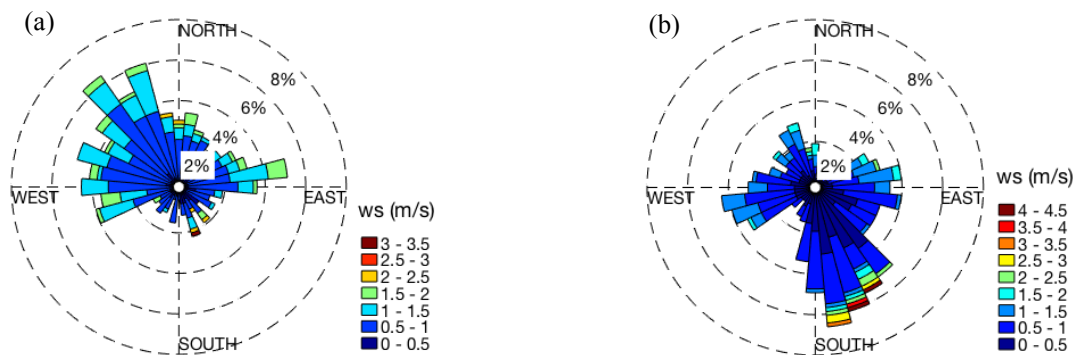 (a)
NORTH
8%
6%
4%
2%
WEST
EAST
SOUTH
ws (m/s)
3 - 3.5
2.5 - 3
2 - 2.5
1.5 - 2
1 - 1.5
0.5 - 1
0 - 0.5
(b)
NORTH
8%
6%
4%
2%
WEST
EAST
SOUTH
ws (m/s)
4 - 4.5
3.5 - 4
3 - 3.5
2.5 - 3
2 - 2.5
1.5 - 2
1 - 1.5
0.5 - 1
0 - 0.5